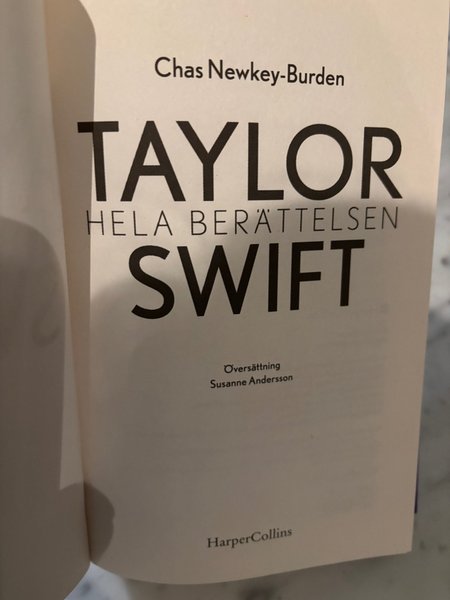 Chas Newkey-Burden
TAYLOR
HELA BERÄTTELSEN
SWIFT
Översättning
Susanne Andersson
HarperCollins